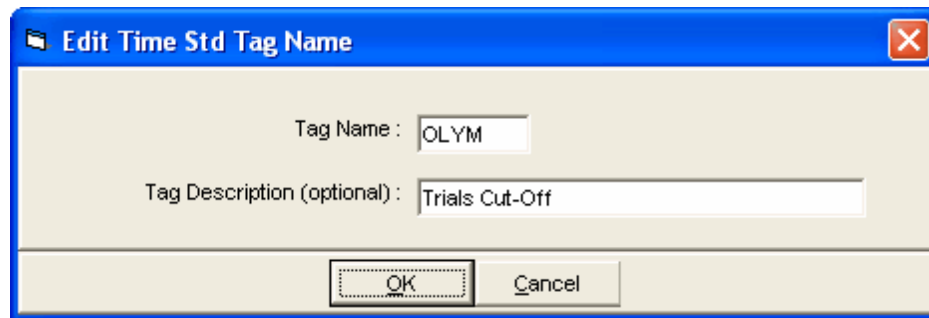 Edit Time Std Tag Name
Tag Name : OLYM
Tag Description (optional) : Trials Cut-Off
OK Cancel